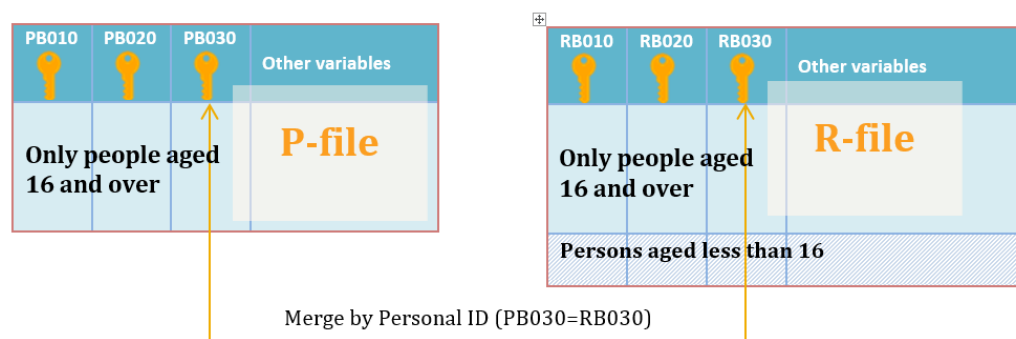 PB010 PB020 PB030
Other variables
P-file
Only people aged
16 and over
RB010 RB020 RB030
Other variables
R-file
Only people aged
16 and over
Persons aged less than 16
Merge by Personal ID (PB030=RB030)